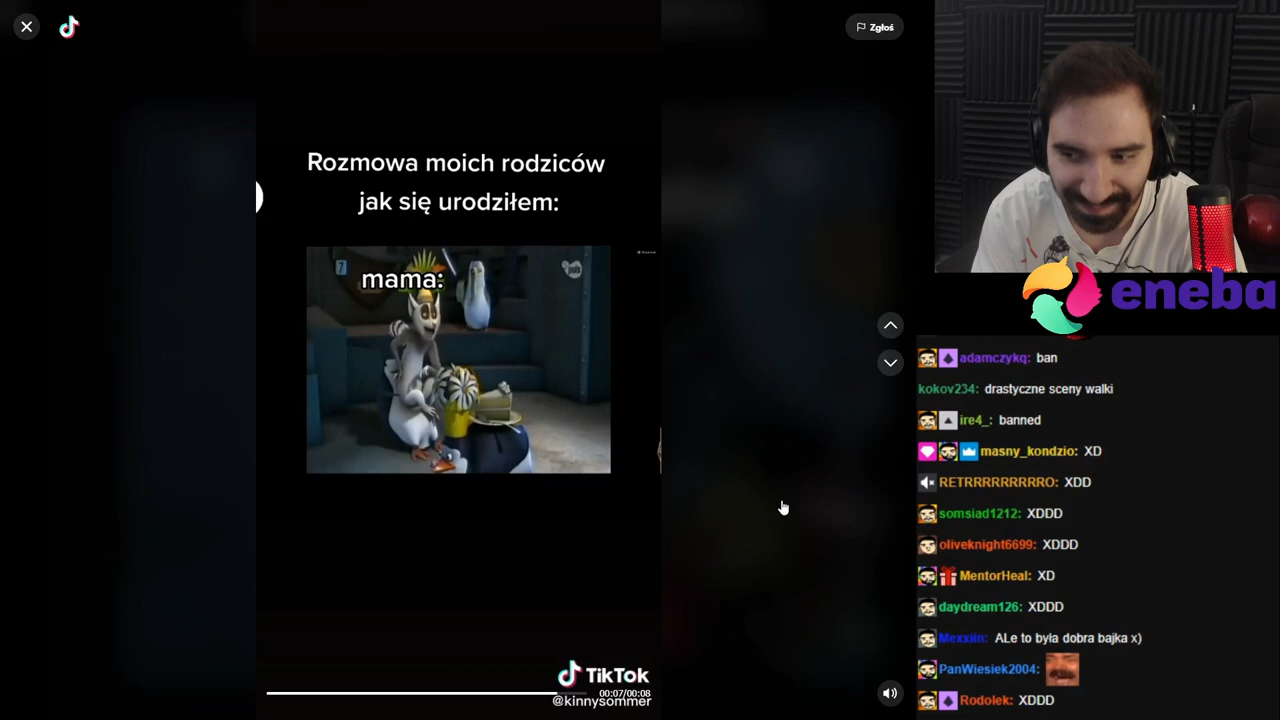 Zgłoś
Rozmowa moich rodziców
jak się urodziłem:
7
mama:
TikTok
00:07/00:08
@kinnysommer
eneba
adamczykq: ban
kokov234: drastyczne sceny walki
ire4_: banned
masny_kondzio: XD
RETRRRRRRRRRO: XDD
somsiad1212: XDDD
oliveknight6699: XDDD
MentorHeal: XD
daydream126: XDDD
Mexxiin: ALe to była dobra bajka x)
PanWiesiek2004:
Rodolek: XDDD